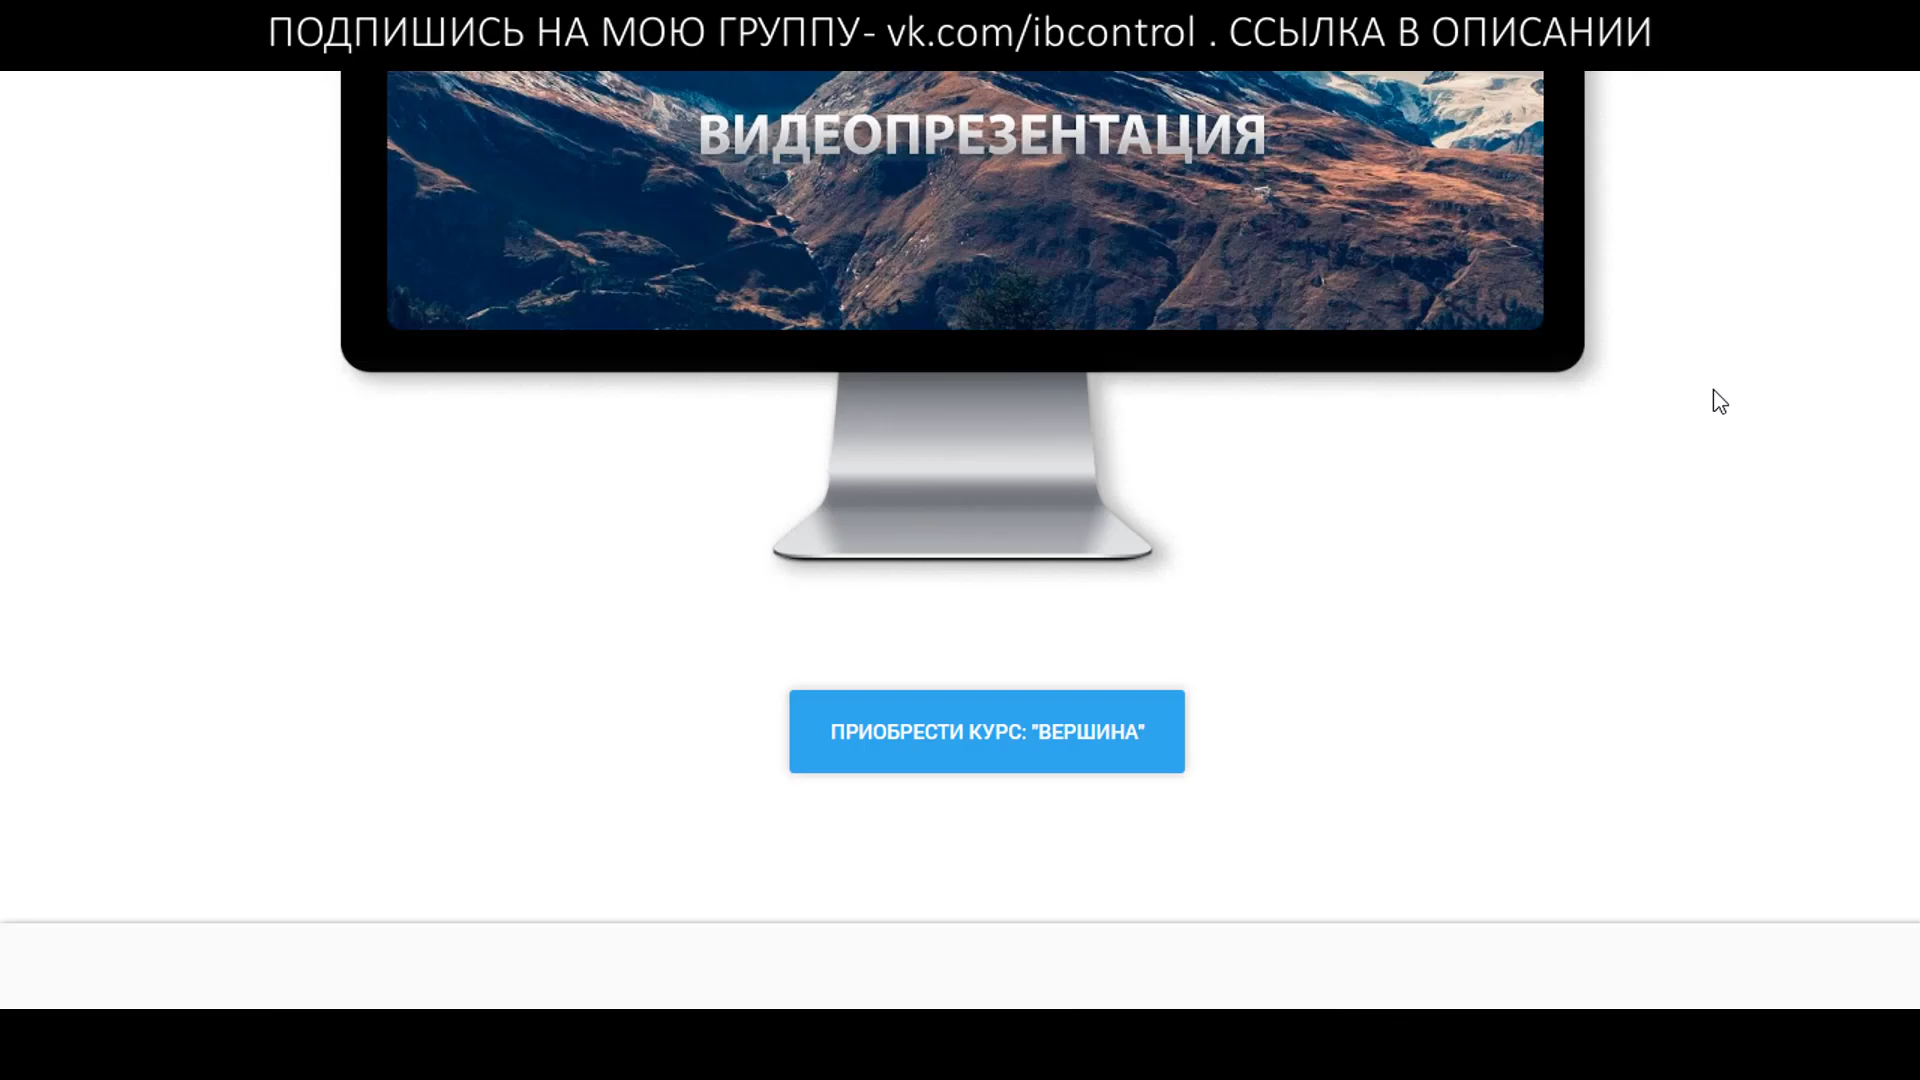 ПОДПИШИСЬ НА МОЮ ГРУППУ- vk.com/ibcontrol . ССЫЛКА В ОПИСАНИИ
ВИДЕОПРЕЗЕНТАЦИЯ
ПРИОБРЕСТИ КУРС: "ВЕРШИНА"